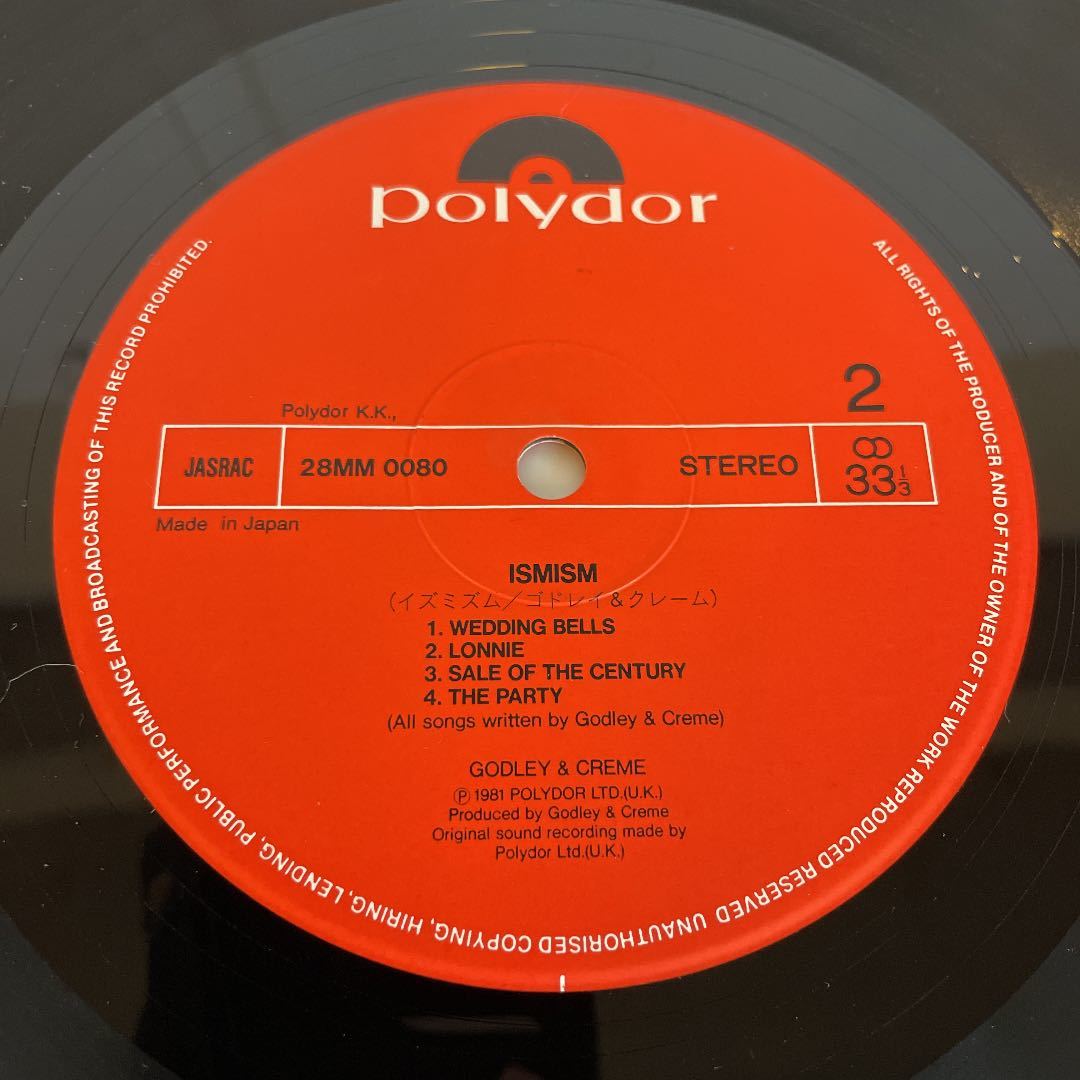 polydor
2
Polydor K.K.,
JASRAC 28MM 0080 STEREO 33 1/3
Made in Japan
ISMISM
(イズミズム/ゴドレイ&クレーム)
1. WEDDING BELLS
2. LONNIE
3. SALE OF THE CENTURY
4. THE PARTY
(All songs written by Godley & Creme)
GODLEY & CREME
Ⓟ 1981 POLYDOR LTD.(U.K.)
Produced by Godley & Creme
Original sound recording made by
Polydor Ltd.(U.K.)
ALL RIGHTS OF THE PRODUCER AND OF THE OWNER OF THE WORK REPRODUCED RESERVED UNAUTHORISED COPYING, HIRING, LENDING, PUBLIC PERFORMANCE AND BROADCASTING OF THIS RECORD PROHIBITED.